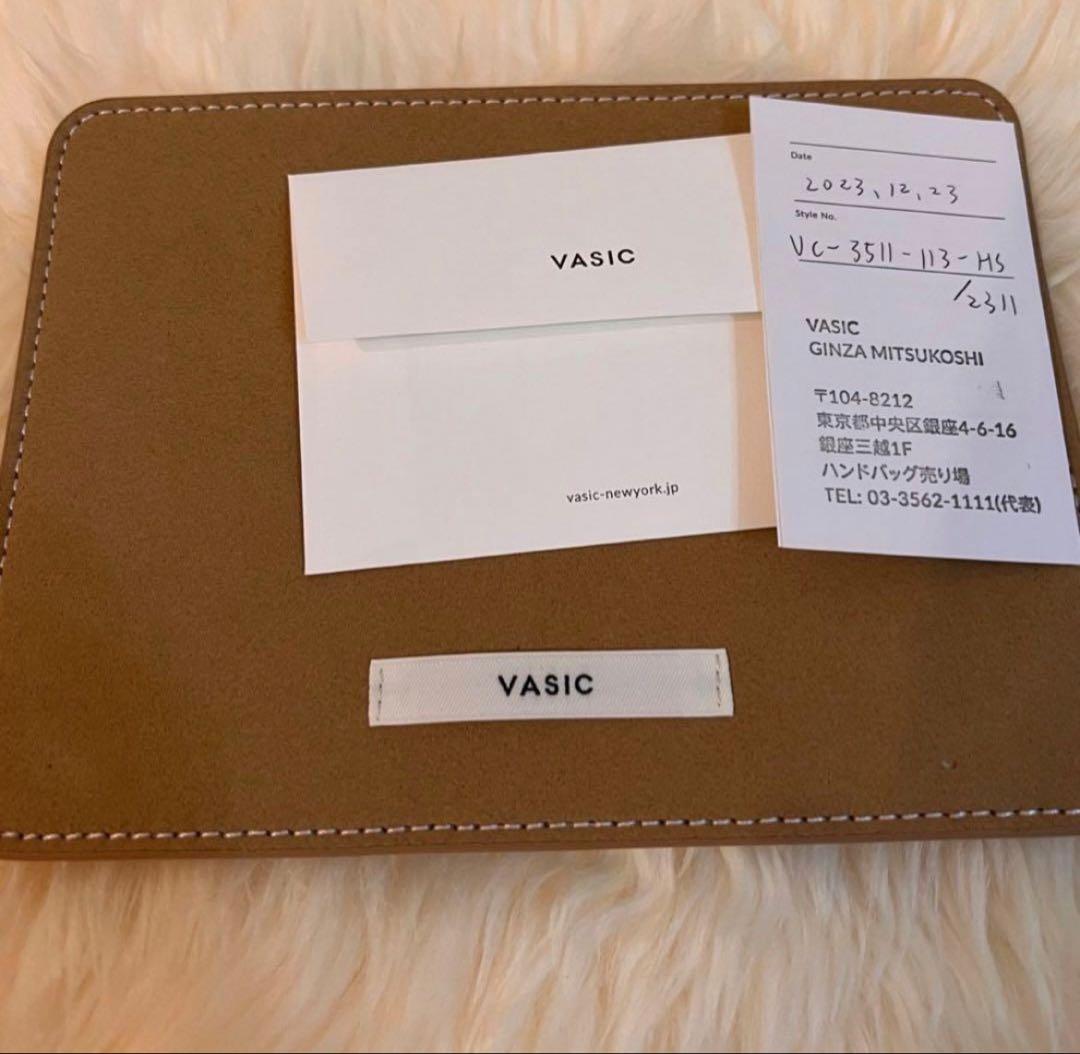 VASIC
vasic-newyork.jp
Date
2023,12,23
Style No.
VC-3511-113-MS
/2311
VASIC
GINZA MITSUKOSHI
〒104-8212
東京都中央区銀座4-6-16
銀座三越1F
ハンドバッグ売り場
TEL: 03-3562-1111(代表)
VASIC